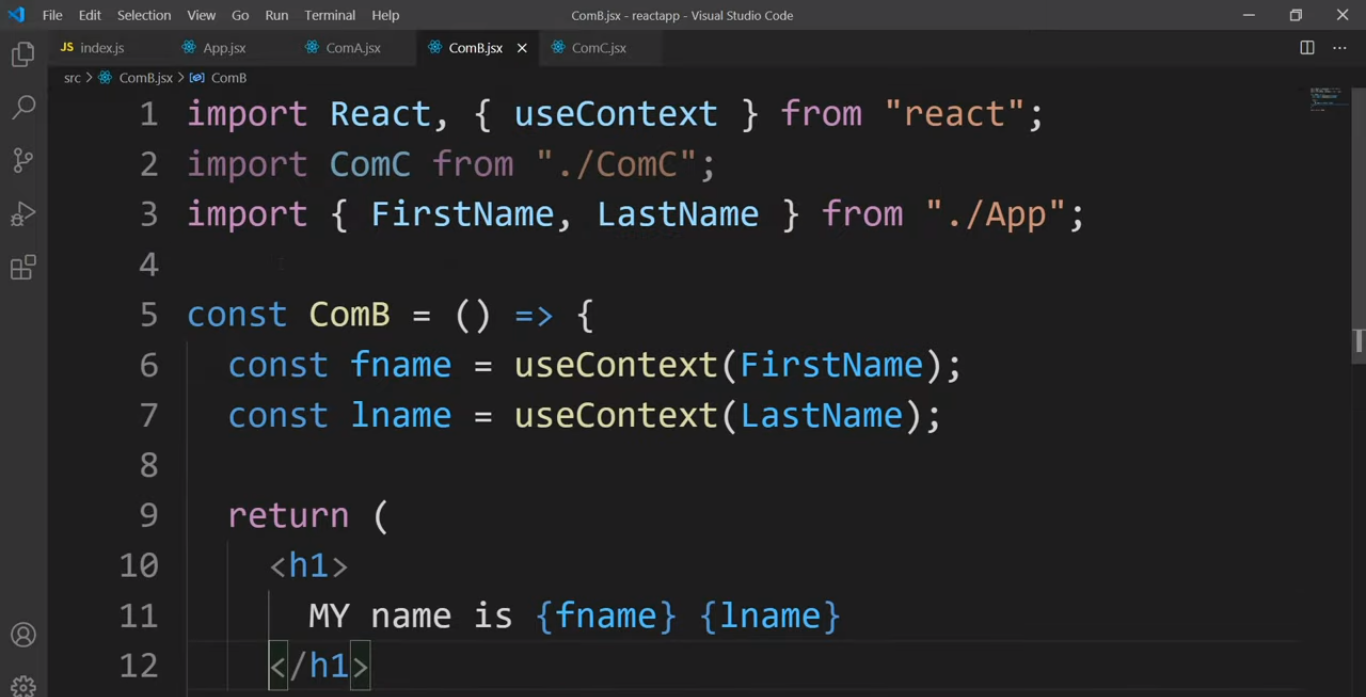 File Edit Selection View Go Run Terminal Help ComB.jsx - reactapp - Visual Studio Code
JS index.js App.jsx ComA.jsx ComB.jsx ComC.jsx
src > ComB.jsx > ComB
1 import React, { useContext } from "react";
2 import ComC from "./ComC";
3 import { FirstName, LastName } from "./App";
4
5 const ComB = () => {
6 const fname = useContext(FirstName);
7 const lname = useContext(LastName);
8
9 return (
10 <h1>
11 MY name is {fname} {lname}
12 </h1>